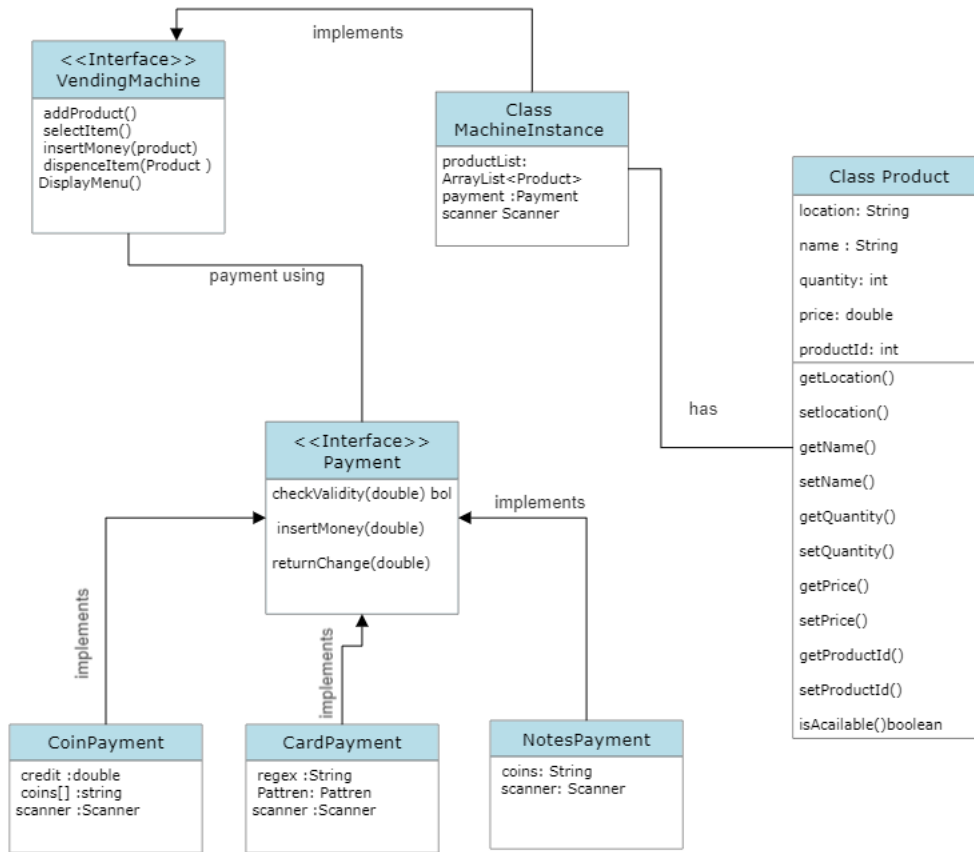 implements
<<Interface>>
VendingMachine
addProduct()
selectItem()
insertMoney(product)
dispenceItem(Product )
DisplayMenu()
Class
MachineInstance
productList:
ArrayList<Product>
payment :Payment
scanner Scanner
Class Product
location: String
name : String
quantity: int
price: double
productId: int
getLocation()
setlocation()
getName()
setName()
getQuantity()
setQuantity()
getPrice()
setPrice()
getProductId()
setProductId()
isAcailable()boolean
payment using
has
<<Interface>>
Payment
checkValidity(double) bol
insertMoney(double)
returnChange(double)
implements
implements
implements
CoinPayment
credit :double
coins[] :string
scanner :Scanner
CardPayment
regex :String
Pattren: Pattren
scanner :Scanner
NotesPayment
coins: String
scanner: Scanner